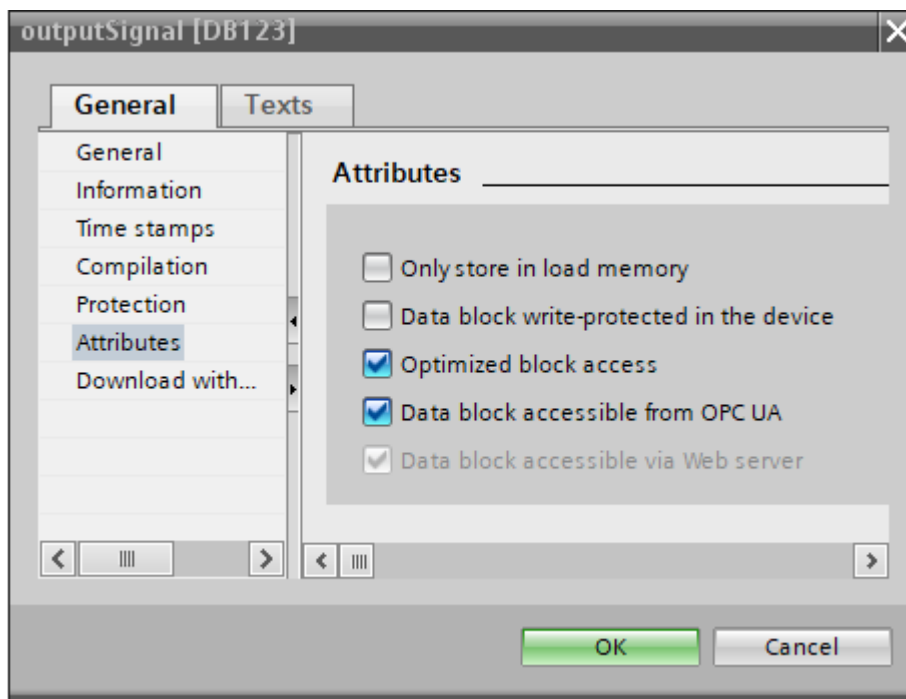 outputSignal [DB123]
General
Texts
General
Information
Time stamps
Compilation
Protection
Attributes
Download with...
Attributes
Only store in load memory
Data block write-protected in the device
Optimized block access
Data block accessible from OPC UA
Data block accessible via Web server
OK
Cancel